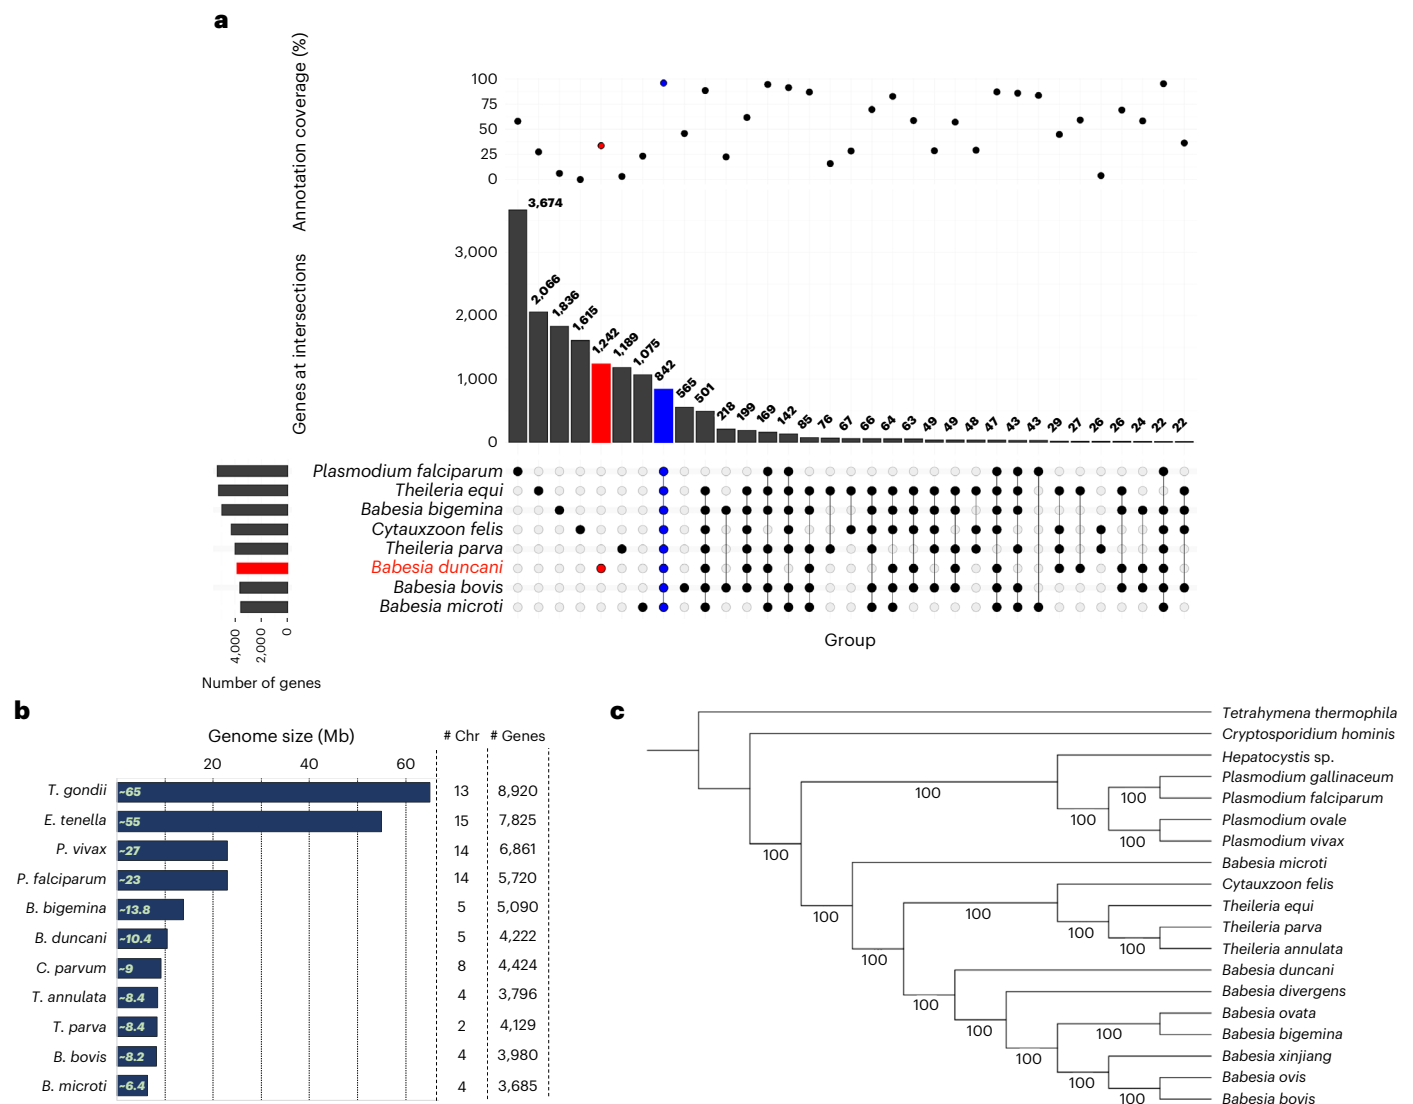 a
Annotation coverage (%)
100
75
50
25
0
Genes at intersections
3,000
2,000
1,000
0
3,674
2,066
1,836
1,615
1,242
1,189
1,075
842
565
501
218
199
169
142
85
76
67
66
64
63
49
49
48
47
43
43
29
27
26
26
24
22
22
Plasmodium falciparum
Theileria equi
Babesia bigemina
Cytauxzoon felis
Theileria parva
Babesia duncani
Babesia bovis
Babesia microti
4,000
2,000
0
Number of genes
Group
b
Genome size (Mb) # Chr # Genes
20 40 60
T. gondii ~65 13 8,920
E. tenella ~55 15 7,825
P. vivax ~27 14 6,861
P. falciparum ~23 14 5,720
B. bigemina ~13.8 5 5,090
B. duncani ~10.4 5 4,222
C. parvum ~9 8 4,424
T. annulata ~8.4 4 3,796
T. parva ~8.4 2 4,129
B. bovis ~8.2 4 3,980
B. microti ~6.4 4 3,685
c
Tetrahymena thermophila
Cryptosporidium hominis
Hepatocystis sp.
Plasmodium gallinaceum
100
100
Plasmodium falciparum
Plasmodium ovale
100
Plasmodium vivax
100
100
Babesia microti
Cytauxzoon felis
Theileria equi
100
100
Theileria parva
100
Theileria annulata
100
100
Babesia duncani
Babesia divergens
100
Babesia ovata
100
Babesia bigemina
100
100
Babesia xinjiang
100
Babesia ovis
100
Babesia bovis
100